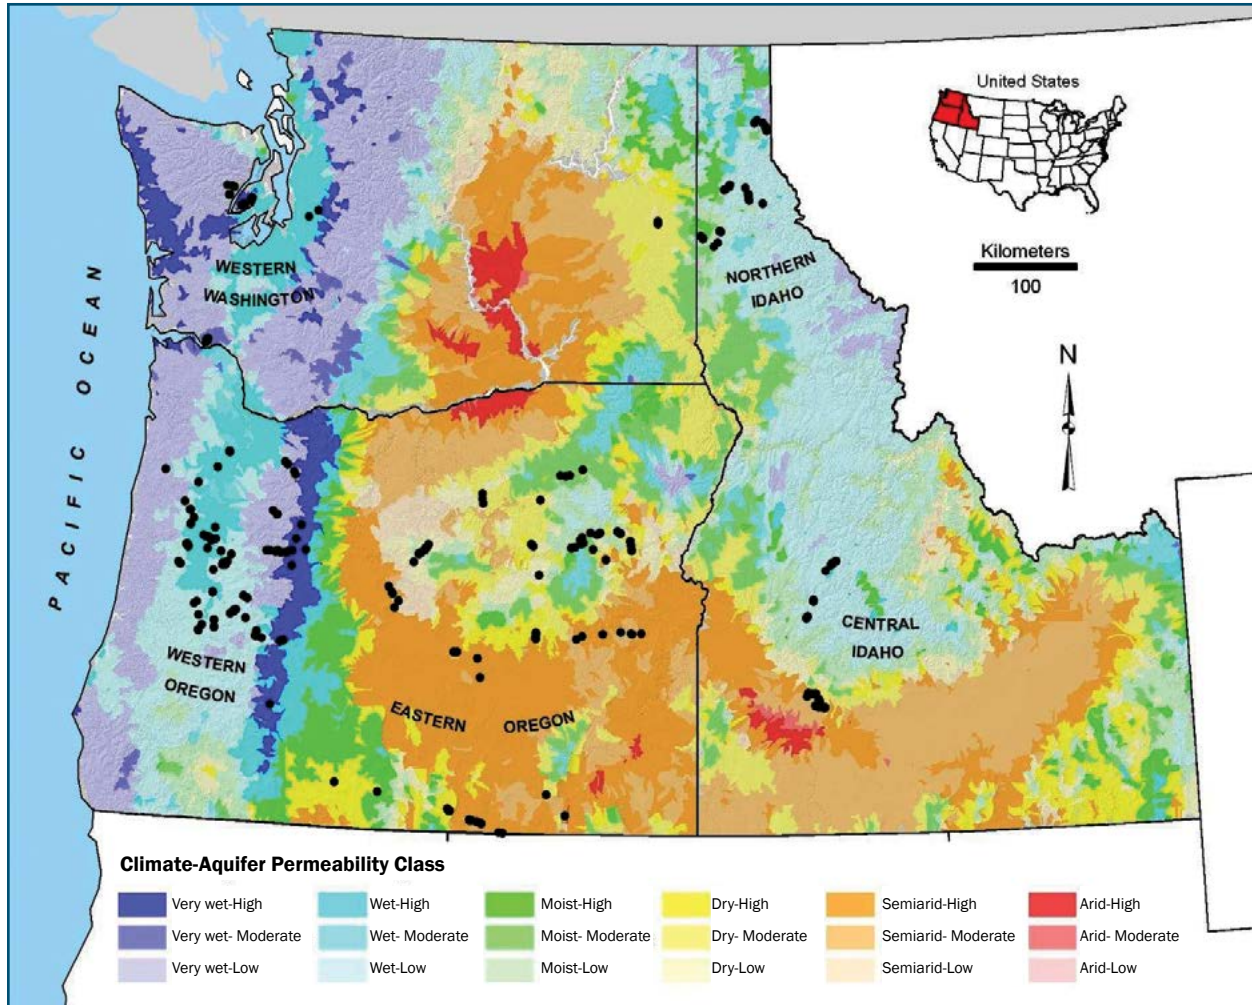 United States
Kilometers
100
N
PACIFIC OCEAN
WESTERN
WASHINGTON
NORTHERN
IDAHO
CENTRAL
IDAHO
WESTERN
OREGON
EASTERN OREGON
Climate-Aquifer Permeability Class
Very wet-High Wet-High Moist-High Dry-High Semiarid-High Arid-High
Very wet- Moderate Wet- Moderate Moist- Moderate Dry- Moderate Semiarid- Moderate Arid- Moderate
Very wet-Low Wet-Low Moist-Low Dry-Low Semiarid-Low Arid-Low